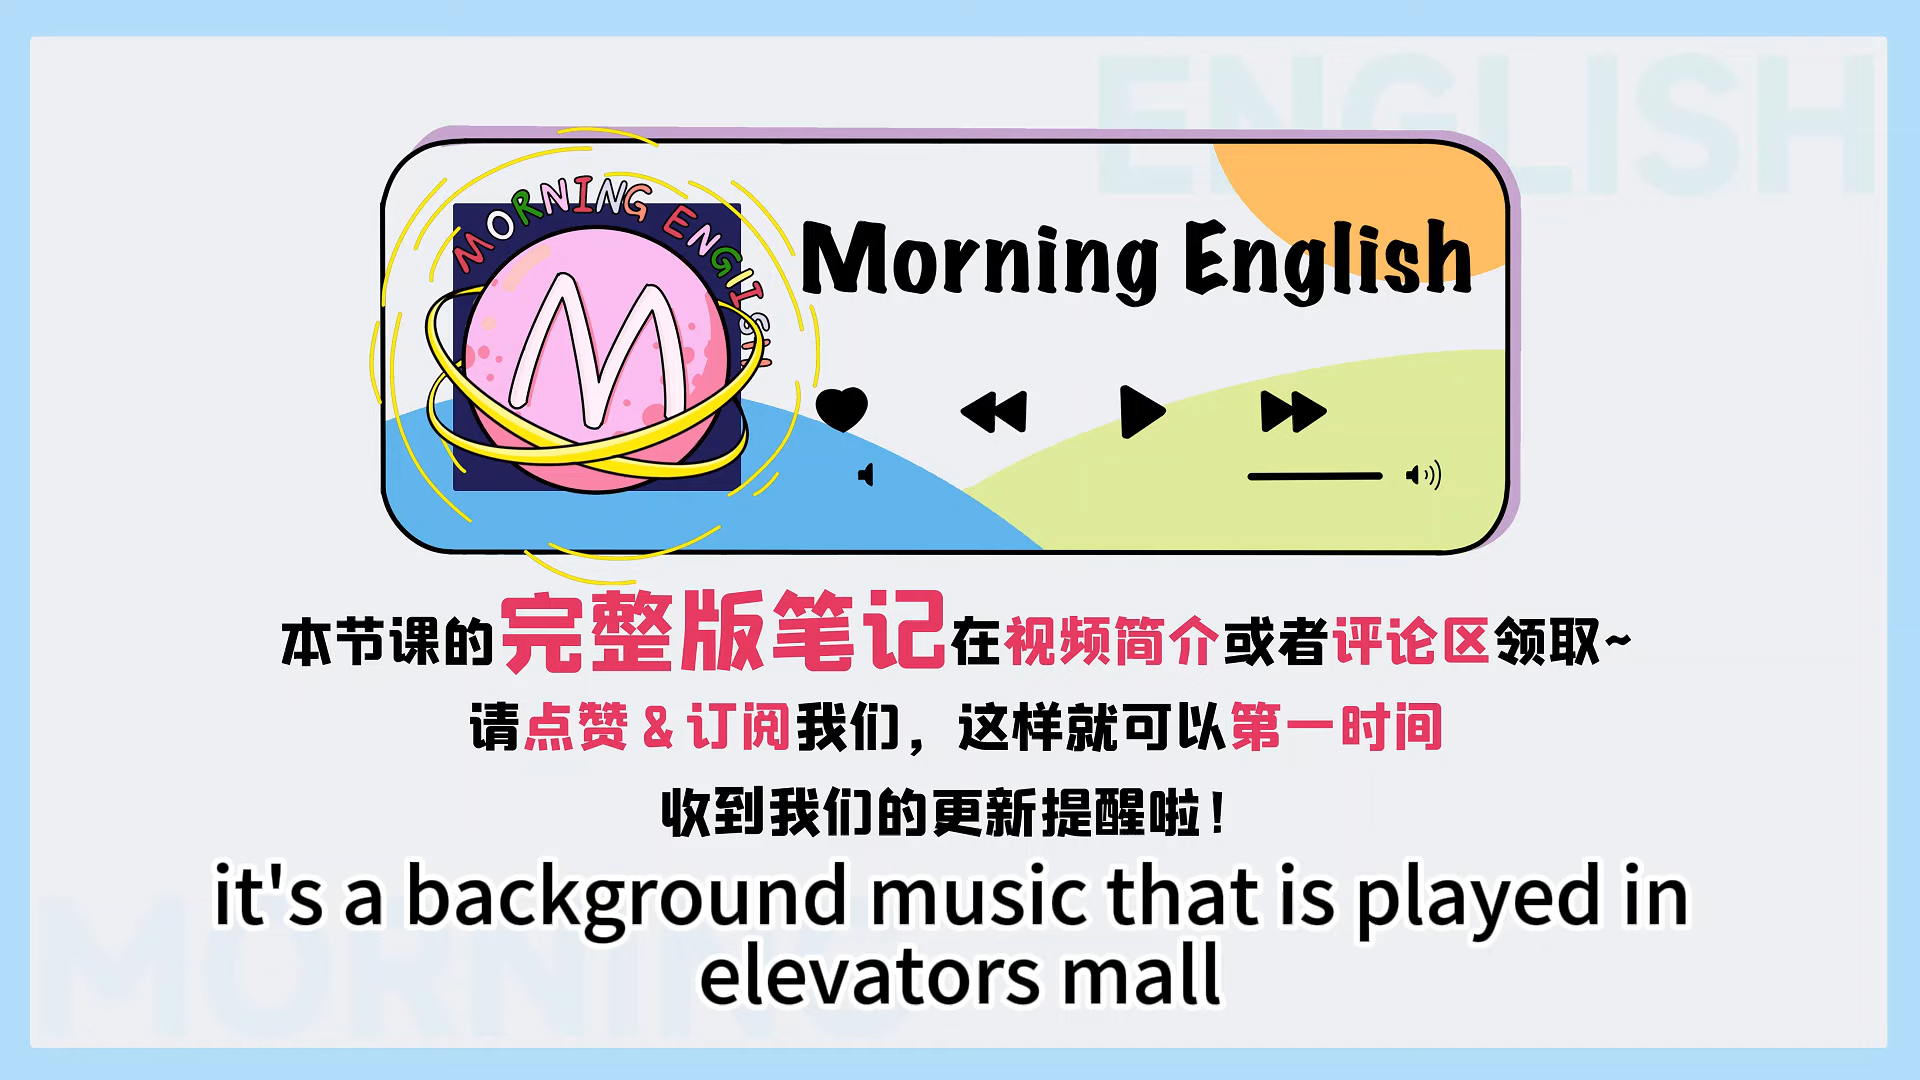 ENGLISH
MORNING ENGLISH
M
Morning English
本节课的完整版笔记在视频简介或者评论区领取~
请点赞&订阅我们，这样就可以第一时间
收到我们的更新提醒啦！
MORNING
it's a background music that is played in
elevators mall